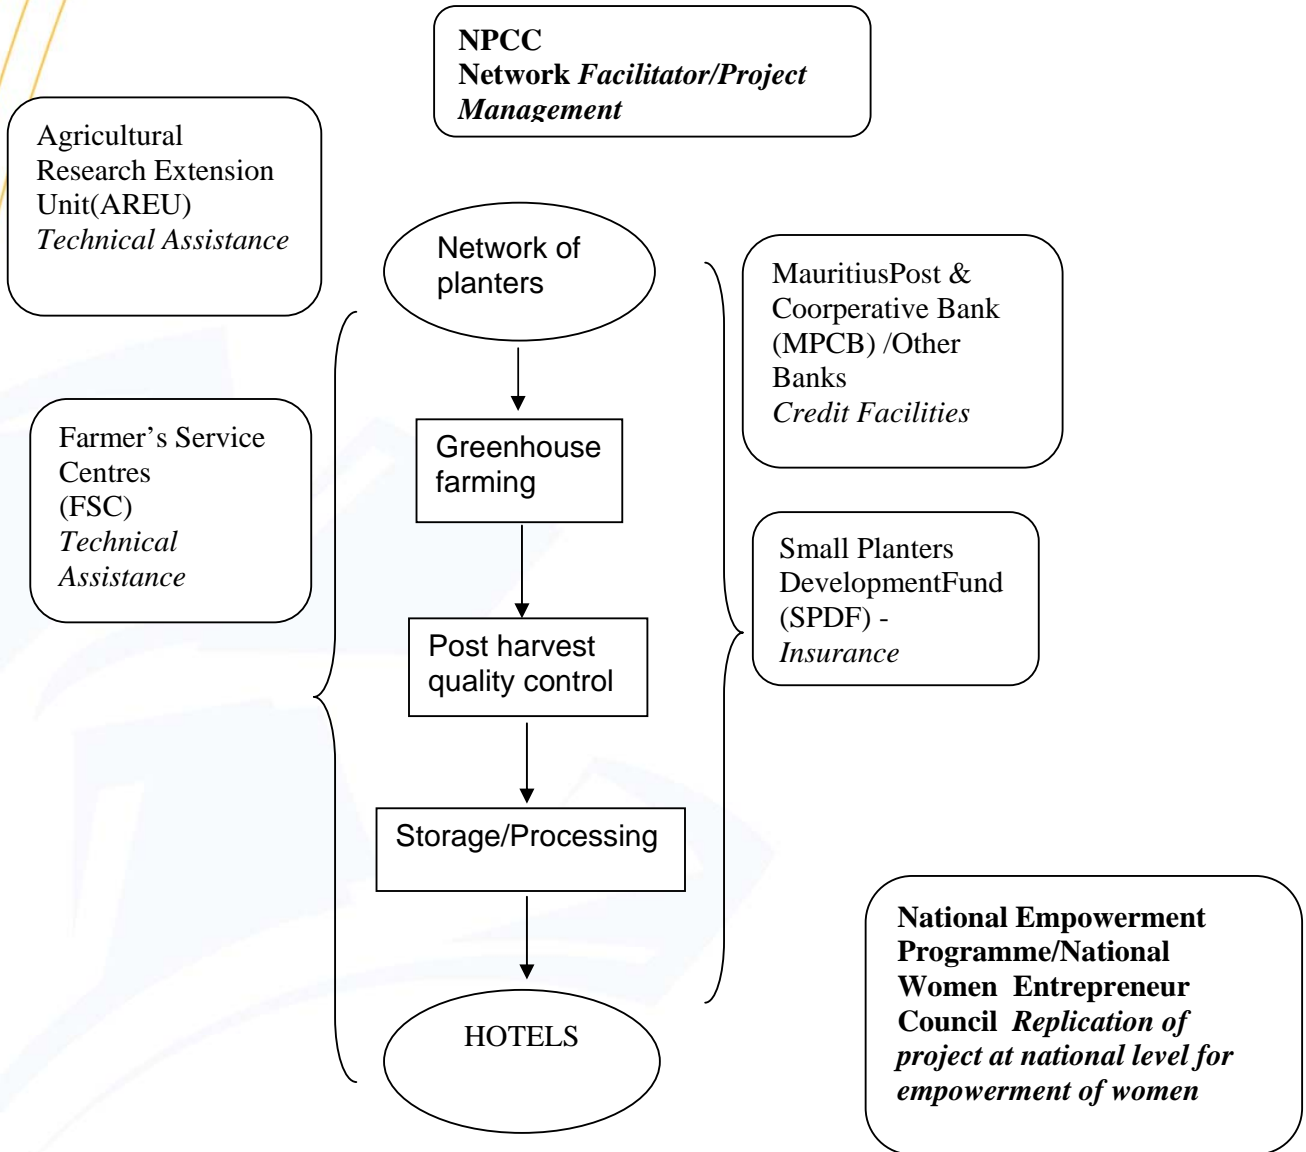 NPCC
Network Facilitator/Project
Management
Agricultural
Research Extension
Unit(AREU)
Technical Assistance
Network of
planters
MauritiusPost &
Coorperative Bank
(MPCB) /Other
Banks
Credit Facilities
Farmer's Service
Centres
(FSC)
Technical
Assistance
Greenhouse
farming
Small Planters
DevelopmentFund
(SPDF) -
Insurance
Post harvest
quality control
Storage/Processing
HOTELS
National Empowerment
Programme/National
Women Entrepreneur
Council Replication of
project at national level for
empowerment of women